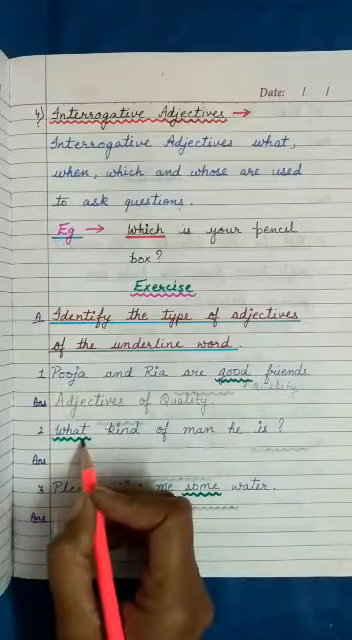 Date: / /
4) Interrogative Adjectives →
Interrogative Adjectives what,
when, which and whose are used
to ask questions.
Eg → Which is your pencil
box?
Exercise
A Identify the type of adjectives
of the underline word.
1 Pooja and Ria are good friends.
Quality
Ans Adjectives of Quality
2 What kind of man he is?
Ans
3 me some water.
Ans